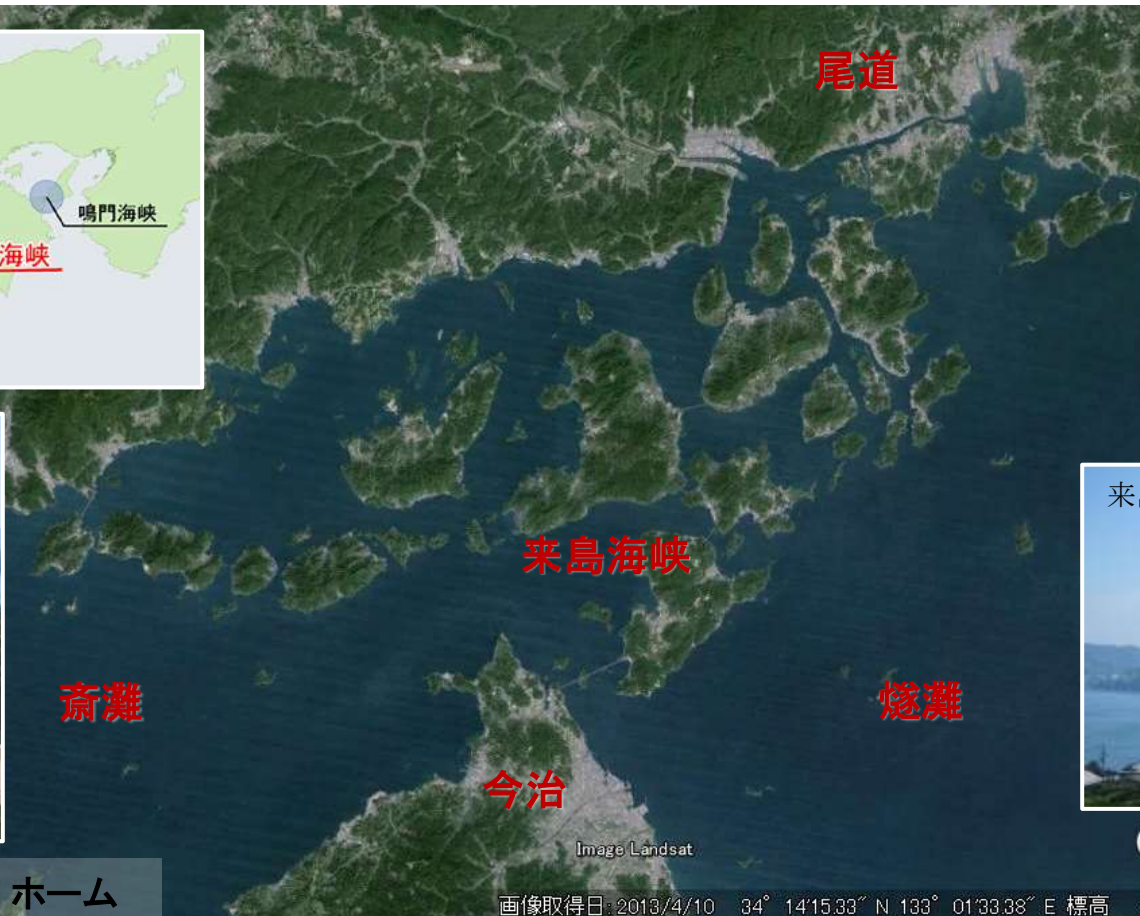 尾道
鳴門海峡
海峡
来島海峡
斎灘
燧灘
今治
来
Image Landsat
ホーム
画像取得日: 2013/4/10 34° 14'15.33″ N 133° 01'33.38″ E 標高